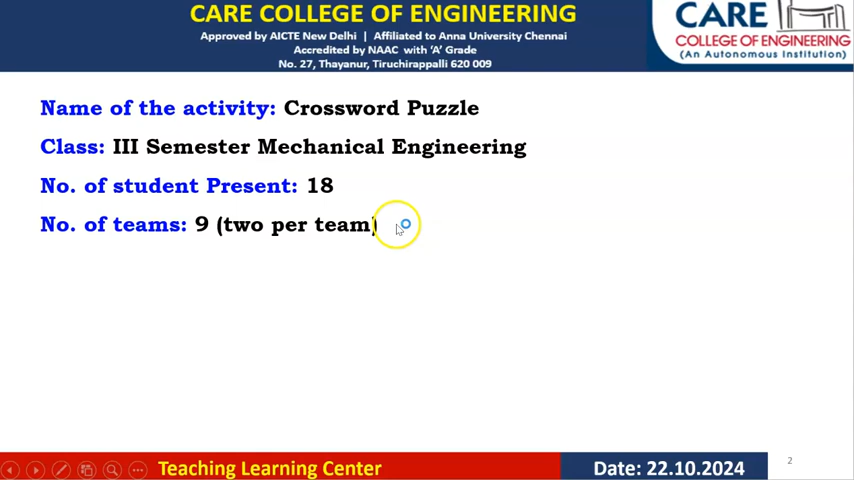 CARE COLLEGE OF ENGINEERING
Approved by AICTE New Delhi | Affiliated to Anna University Chennai
Accredited by NAAC with ‘A’ Grade
No. 27, Thayanur, Tiruchirappalli 620 009
CARE
COLLEGE OF ENGINEERING
(An Autonomous Institution)
Name of the activity: Crossword Puzzle
Class: III Semester Mechanical Engineering
No. of student Present: 18
No. of teams: 9 (two per team)
Teaching Learning Center
Date: 22.10.2024
2